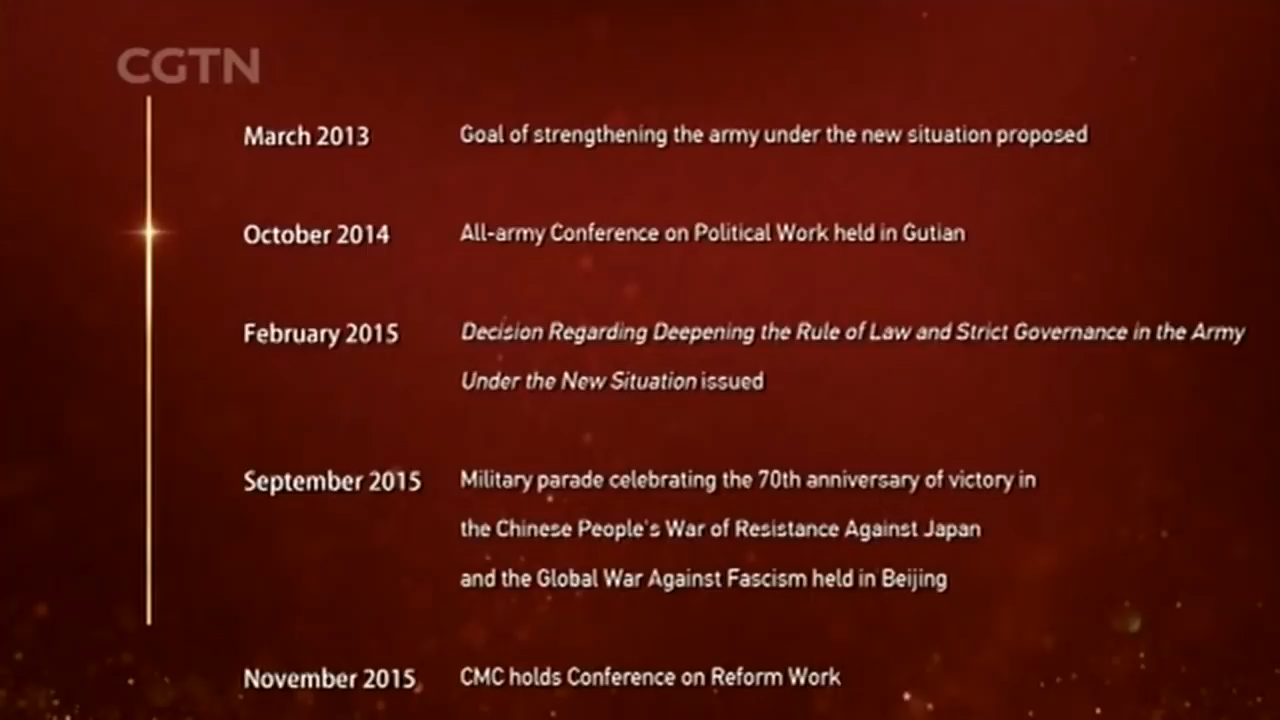 CGTN
March 2013 Goal of strengthening the army under the new situation proposed
October 2014 All-army Conference on Political Work held in Gutian
February 2015 Decision Regarding Deepening the Rule of Law and Strict Governance in the Army
Under the New Situation issued
September 2015 Military parade celebrating the 70th anniversary of victory in
the Chinese People's War of Resistance Against Japan
and the Global War Against Fascism held in Beijing
November 2015 CMC holds Conference on Reform Work